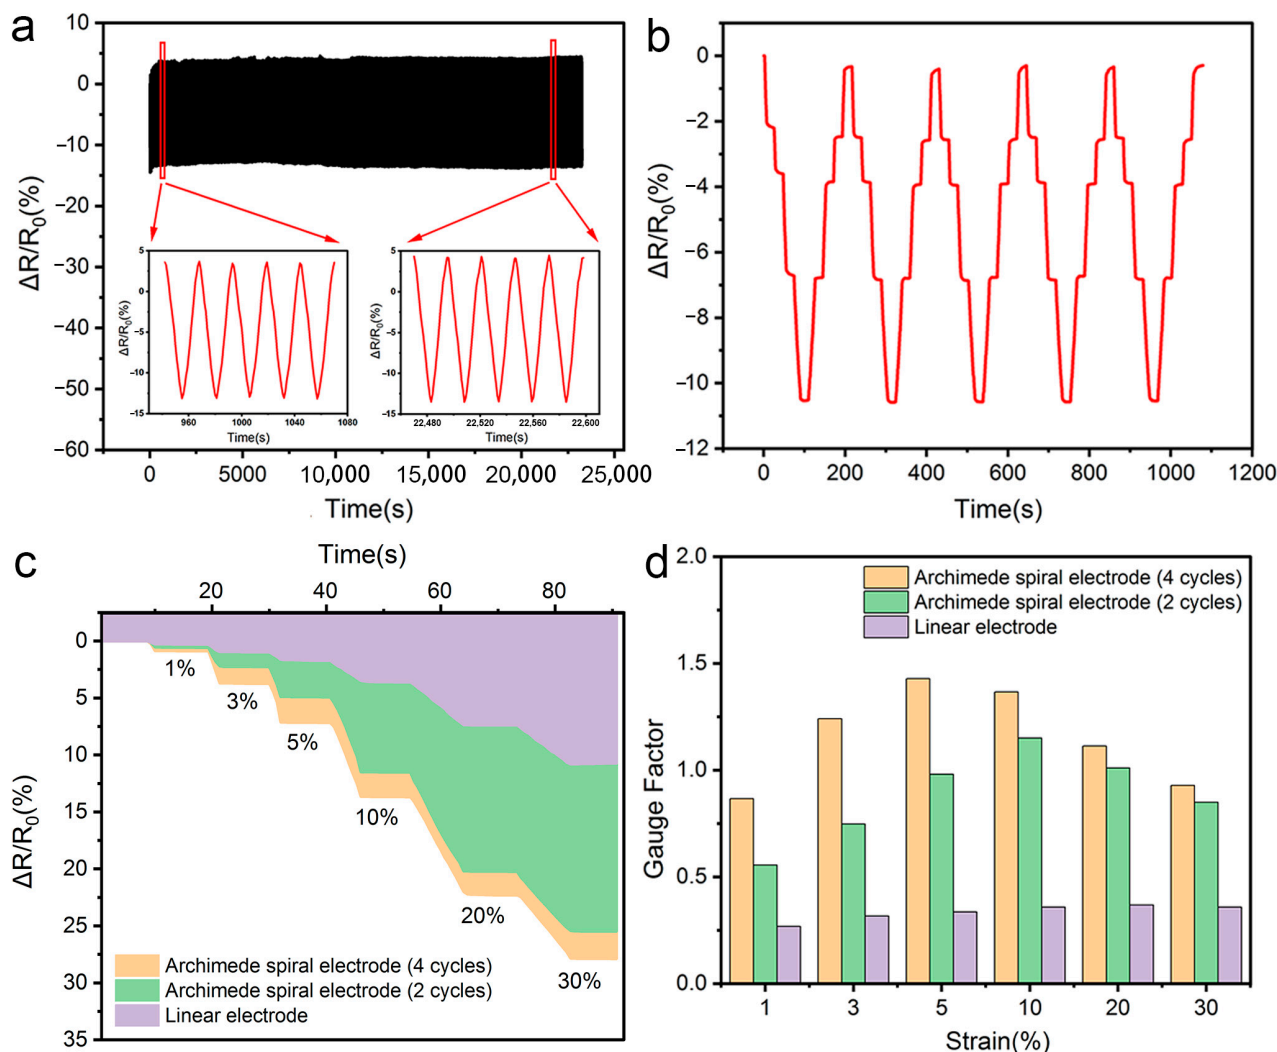 a
10
0
−10
−20
−30
−40
−50
−60
ΔR/R0(%)
0 5000 10,000 15,000 20,000 25,000
Time(s)
5
0
−5
−10
−15
ΔR/R0(%)
960 1000 1040 1080
Time(s)
5
0
−5
−10
−15
ΔR/R0(%)
22,480 22,520 22,560 22,600
Time(s)
b
0
−2
−4
−6
−8
−10
−12
ΔR/R0(%)
0 200 400 600 800 1000 1200
Time(s)
c
Time(s)
20 40 60 80
0
5
10
15
20
25
30
35
ΔR/R0(%)
1%
3%
5%
10%
20%
30%
Archimede spiral electrode (4 cycles)
Archimede spiral electrode (2 cycles)
Linear electrode
d
2.0
1.5
1.0
0.5
0.0
Gauge Factor
Archimede spiral electrode (4 cycles)
Archimede spiral electrode (2 cycles)
Linear electrode
1 3 5 10 20 30
Strain(%)